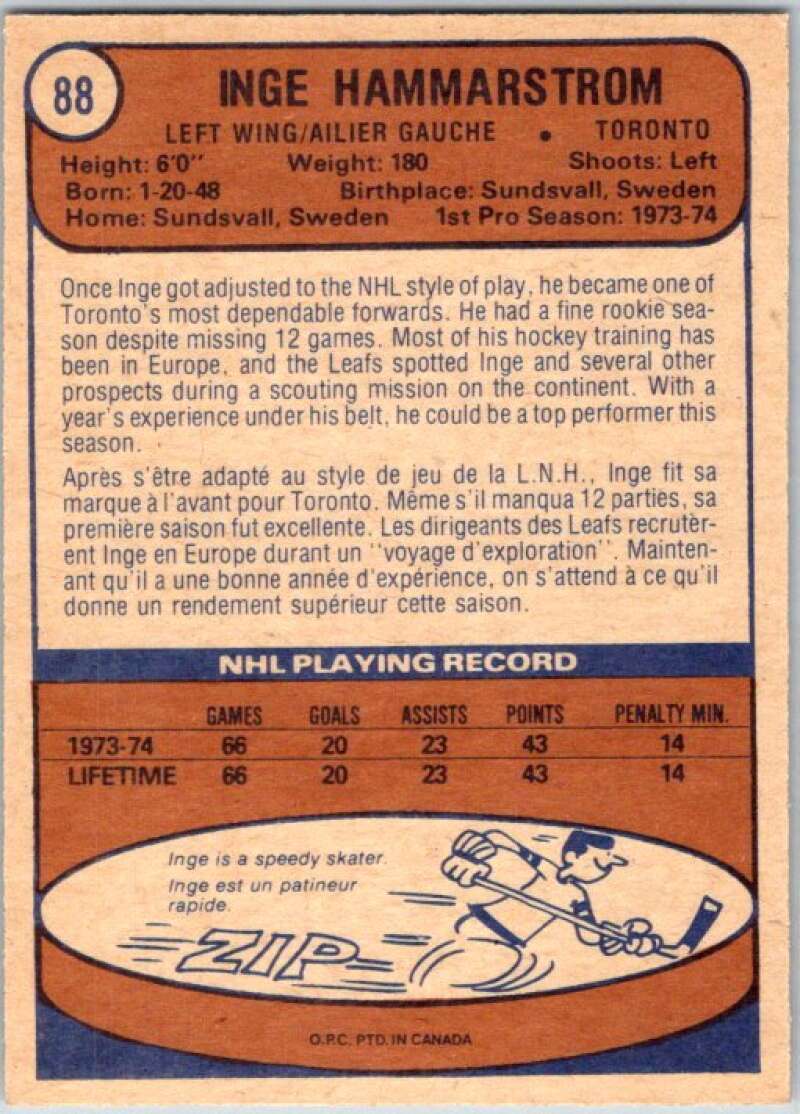 88
INGE HAMMARSTROM
LEFT WING/AILIER GAUCHE • TORONTO
Height: 6'0" Weight: 180 Shoots: Left
Born: 1-20-48 Birthplace: Sundsvall, Sweden
Home: Sundsvall, Sweden 1st Pro Season: 1973-74
Once Inge got adjusted to the NHL style of play, he became one of
Toronto's most dependable forwards. He had a fine rookie sea-
son despite missing 12 games. Most of his hockey training has
been in Europe, and the Leafs spotted Inge and several other
prospects during a scouting mission on the continent. With a
year's experience under his belt, he could be a top performer this
season.
Après s'être adapté au style de jeu de la L.N.H., Inge fit sa
marque à l'avant pour Toronto. Même s'il manqua 12 parties, sa
première saison fut excellente. Les dirigeants des Leafs recrutèr-
ent Inge en Europe durant un "voyage d'exploration". Mainten-
ant qu'il a une bonne année d'expérience, on s'attend à ce qu'il
donne un rendement supérieur cette saison.
NHL PLAYING RECORD
GAMES GOALS ASSISTS POINTS PENALTY MIN.
1973-74 66 20 23 43 14
LIFETIME 66 20 23 43 14
Inge is a speedy skater.
Inge est un patineur
rapide.
ZIP
O.P.C. PTD. IN CANADA